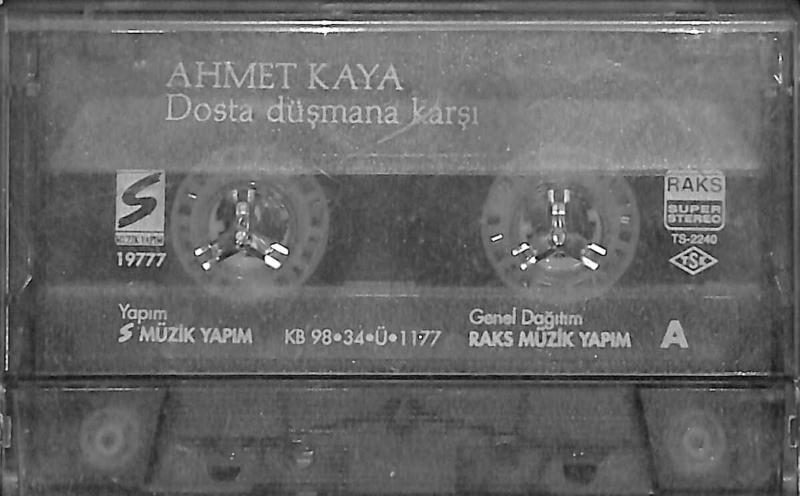 AHMET KAYA
Dosta düşmana karşı
S
MÜZİK YAPIM
19777
RAKS
SUPER
STEREO
TS-2240
TSE
Yapım
S MÜZİK YAPIM
KB 98•34•Ü•1177
Genel Dağıtım
RAKS MÜZİK YAPIM
A